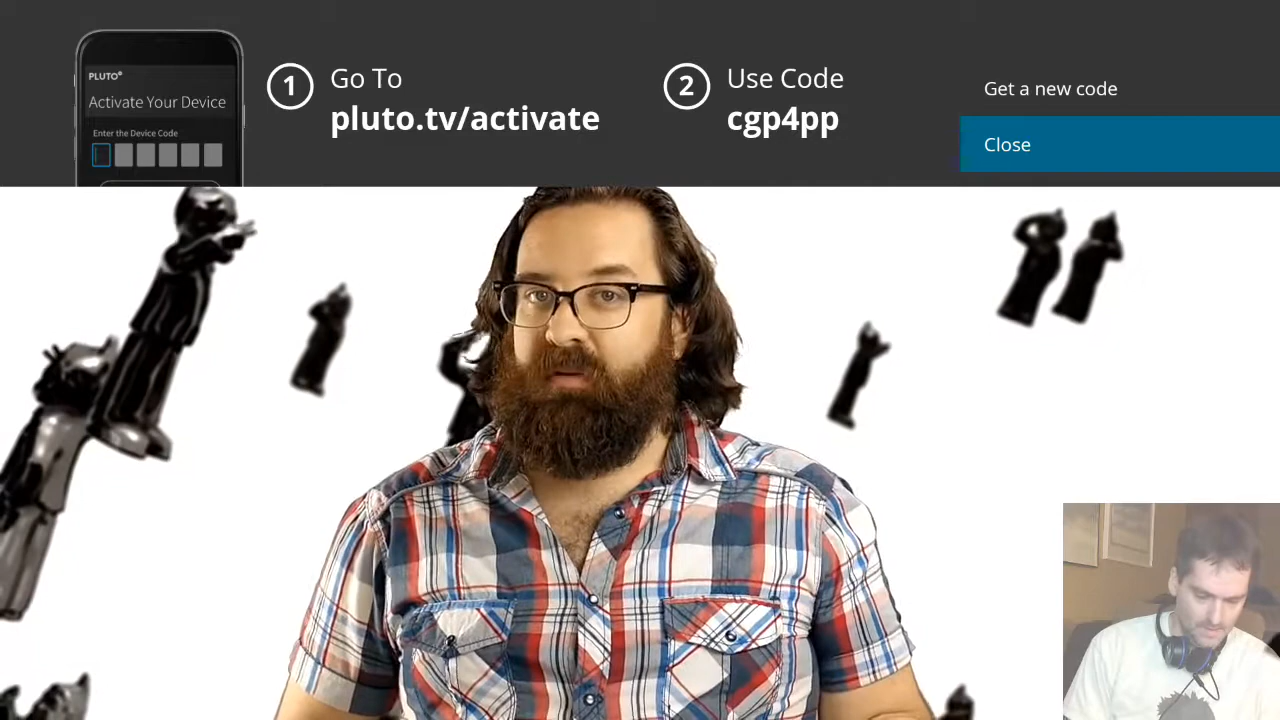 PLUTO
Activate Your Device
Enter the Device Code
1
Go To
pluto.tv/activate
2
Use Code
cgp4pp
Get a new code
Close